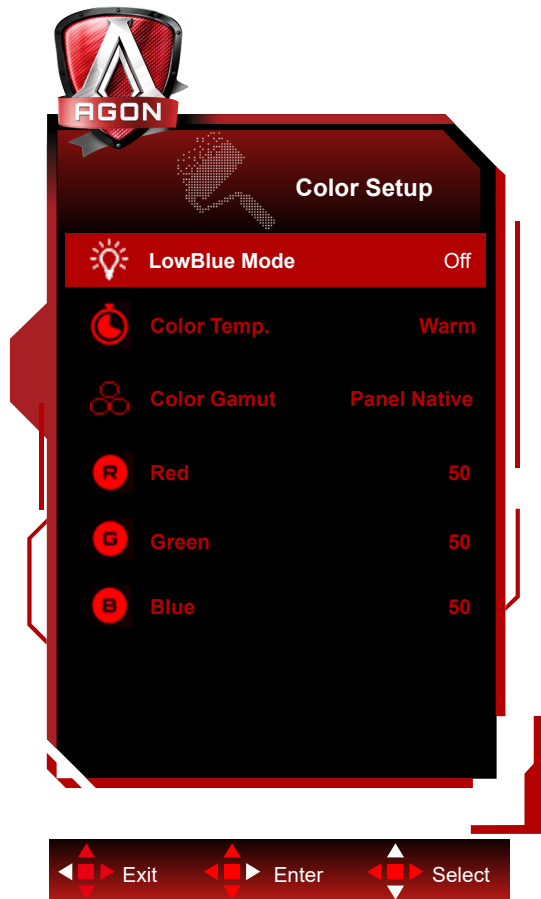 AGON
Color Setup
LowBlue Mode Off
Color Temp. Warm
Color Gamut Panel Native
R Red 50
G Green 50
B Blue 50
Exit Enter Select